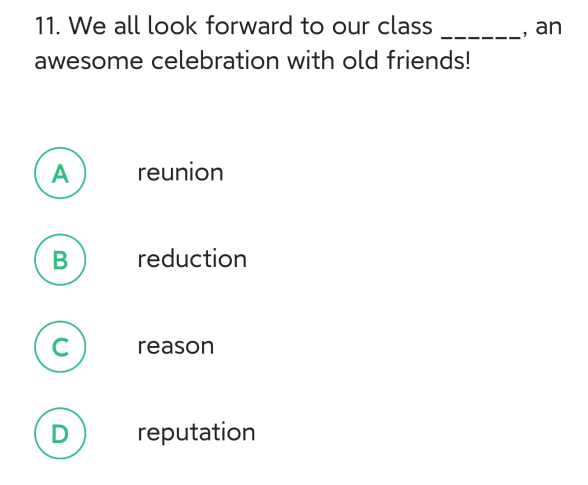 11. We all look forward to our class ______, an
awesome celebration with old friends!
A reunion
B reduction
C reason
D reputation